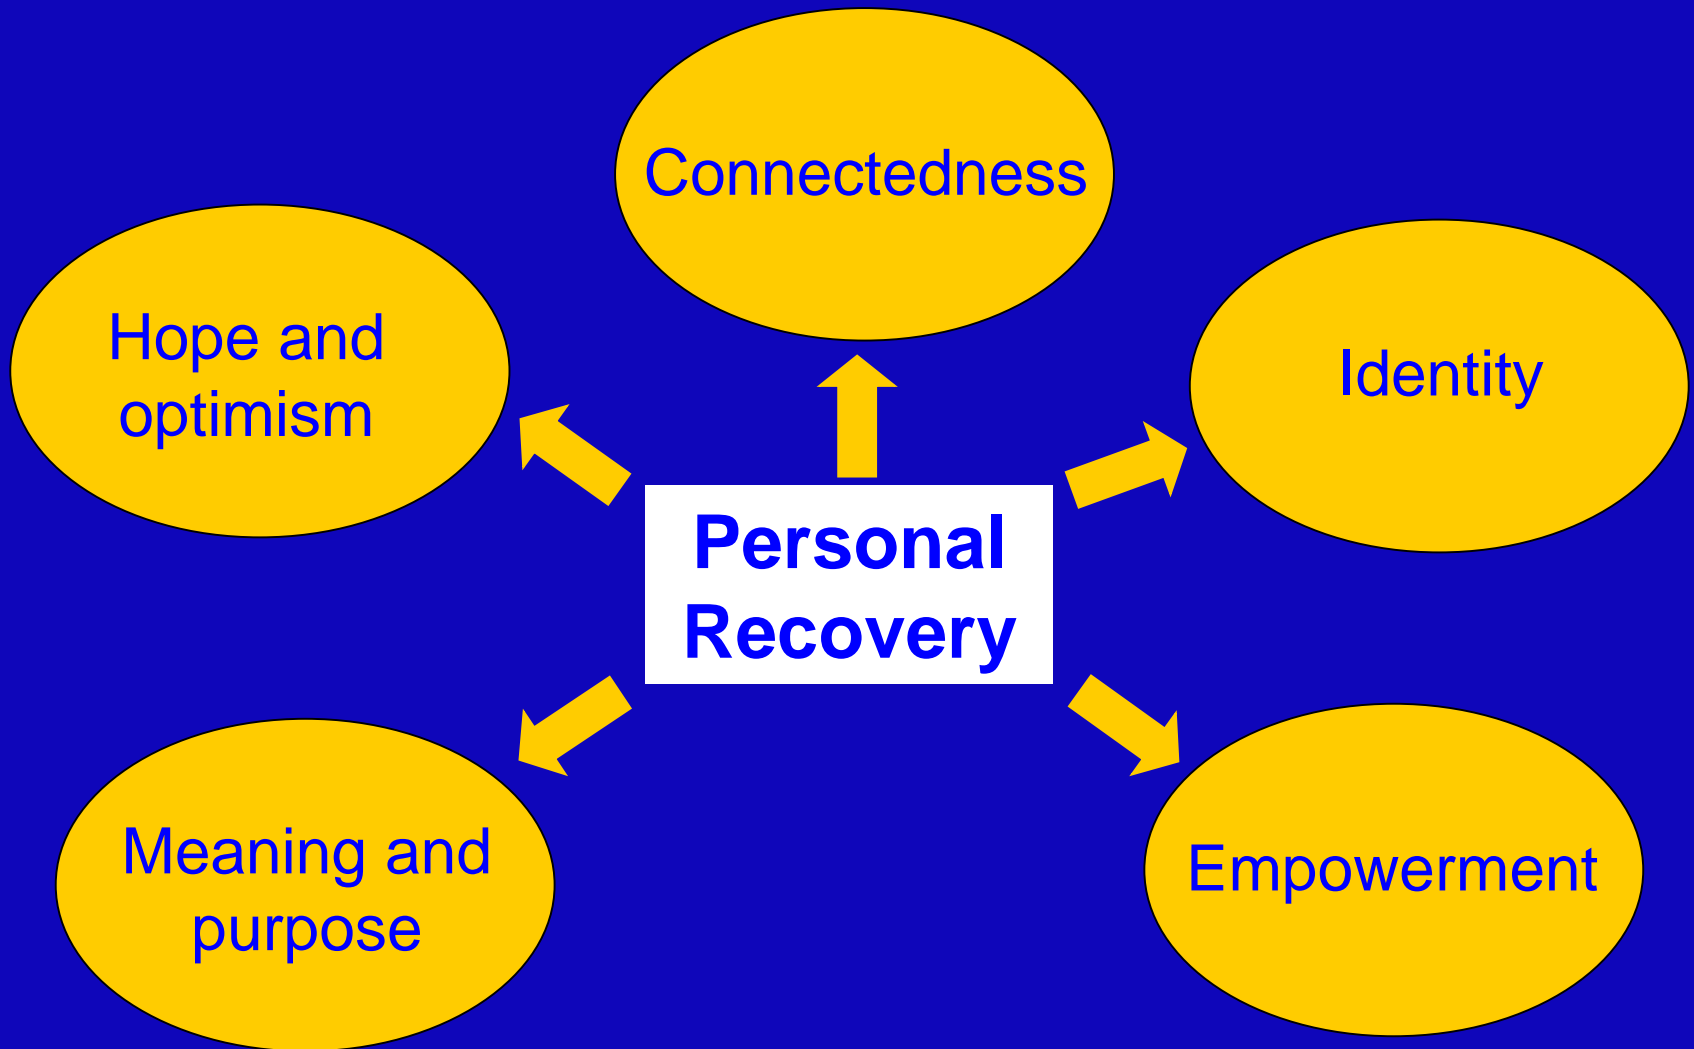 Connectedness
Hope and
optimism
Identity
Personal
Recovery
Meaning and
purpose
Empowerment